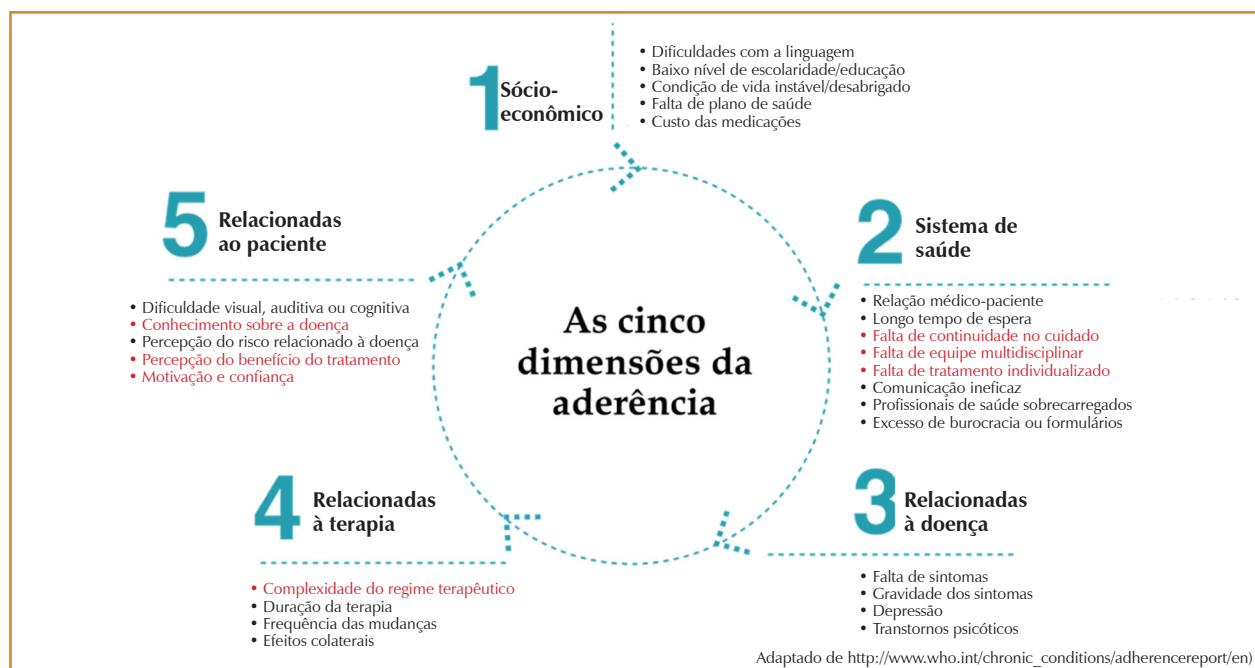 1 Sócio-
econômico
• Dificuldades com a linguagem
• Baixo nível de escolaridade/educação
• Condição de vida instável/desabrigado
• Falta de plano de saúde
• Custo das medicações
2 Sistema de
saúde
• Relação médico-paciente
• Longo tempo de espera
• Falta de continuidade no cuidado
• Falta de equipe multidisciplinar
• Falta de tratamento individualizado
• Comunicação ineficaz
• Profissionais de saúde sobrecarregados
• Excesso de burocracia ou formulários
3 Relacionadas
à doença
• Falta de sintomas
• Gravidade dos sintomas
• Depressão
• Transtornos psicóticos
4 Relacionadas
à terapia
• Complexidade do regime terapêutico
• Duração da terapia
• Frequência das mudanças
• Efeitos colaterais
5 Relacionadas
ao paciente
• Dificuldade visual, auditiva ou cognitiva
• Conhecimento sobre a doença
• Percepção do risco relacionado à doença
• Percepção do benefício do tratamento
• Motivação e confiança
As cinco
dimensões da
aderência
Adaptado de http://www.who.int/chronic_conditions/adherencereport/en)